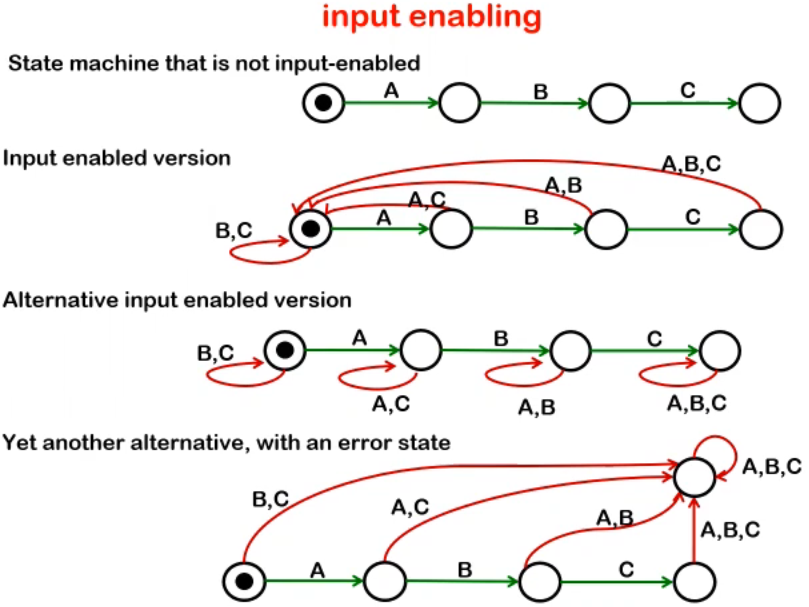 input enabling
State machine that is not input-enabled
A B C
Input enabled version
A,B,C
A,B
A,C
B,C A B C
Alternative input enabled version
A B C
B,C
A,C A,B A,B,C
Yet another alternative, with an error state
A,B,C
B,C A,C A,B A,B,C
A B C